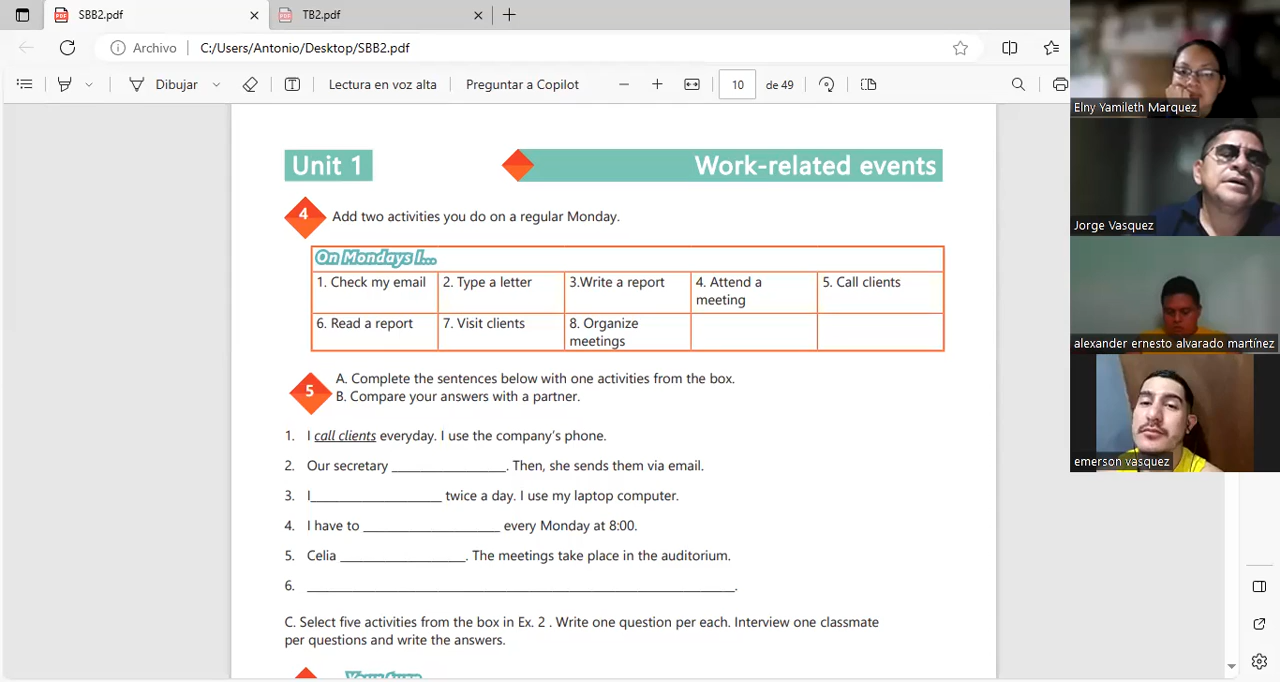 SBB2.pdf
TB2.pdf
Archivo
C:/Users/Antonio/Desktop/SBB2.pdf
Dibujar
Lectura en voz alta
Preguntar a Copilot
10
de 49
Unit 1
Work-related events
4
Add two activities you do on a regular Monday.
On Mondays I...
1. Check my email
2. Type a letter
3.Write a report
4. Attend a
meeting
5. Call clients
6. Read a report
7. Visit clients
8. Organize
meetings
5
A. Complete the sentences below with one activities from the box.
B. Compare your answers with a partner.
1. I call clients everyday. I use the company's phone.
2. Our secretary ________________. Then, she sends them via email.
3. I___________________ twice a day. I use my laptop computer.
4. I have to ___________________ every Monday at 8:00.
5. Celia __________________. The meetings take place in the auditorium.
6. ____________________________________________________________.
C. Select five activities from the box in Ex. 2 . Write one question per each. Interview one classmate
per questions and write the answers.
Elny Yamileth Marquez
Jorge Vasquez
alexander ernesto alvarado martínez
emerson vasquez